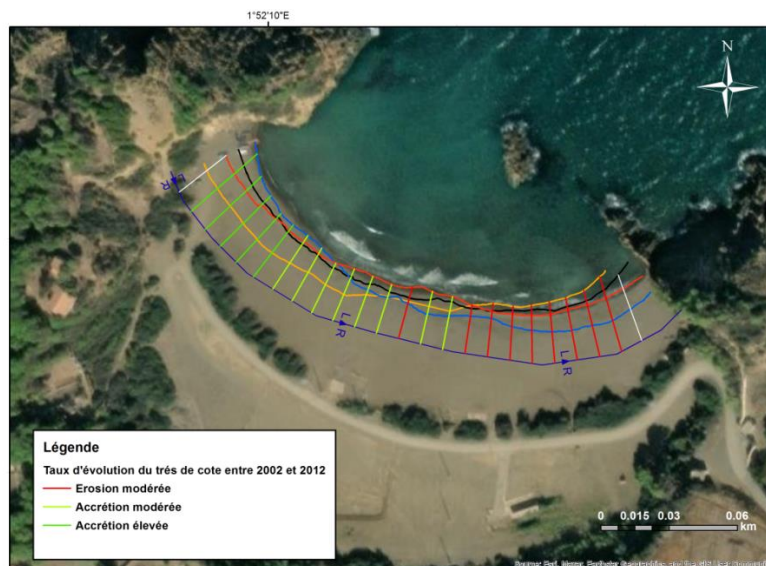 1°52'10"E
N
L
R
L
R
L
R
Légende
Taux d'évolution du trés de cote entre 2002 et 2012
Erosion modérée
Accrétion modérée
Accrétion élevée
0 0.015 0.03 0.06
km